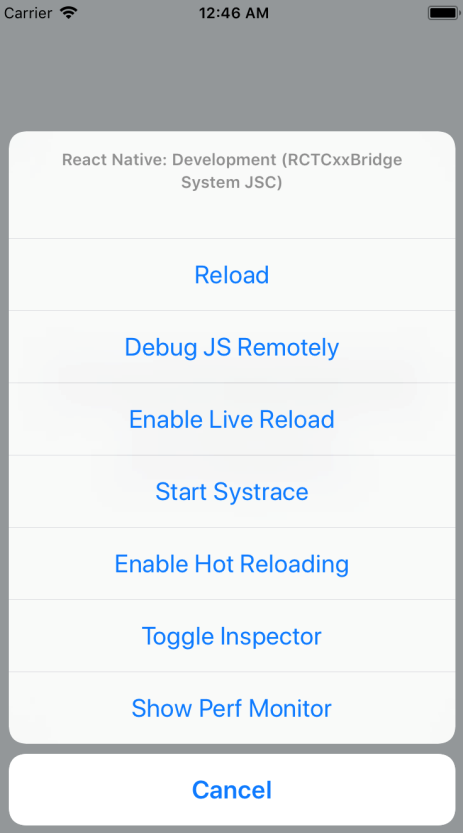 Carrier 12:46 AM
React Native: Development (RCTCxxBridge
System JSC)
Reload
Debug JS Remotely
Enable Live Reload
Start Systrace
Enable Hot Reloading
Toggle Inspector
Show Perf Monitor
Cancel